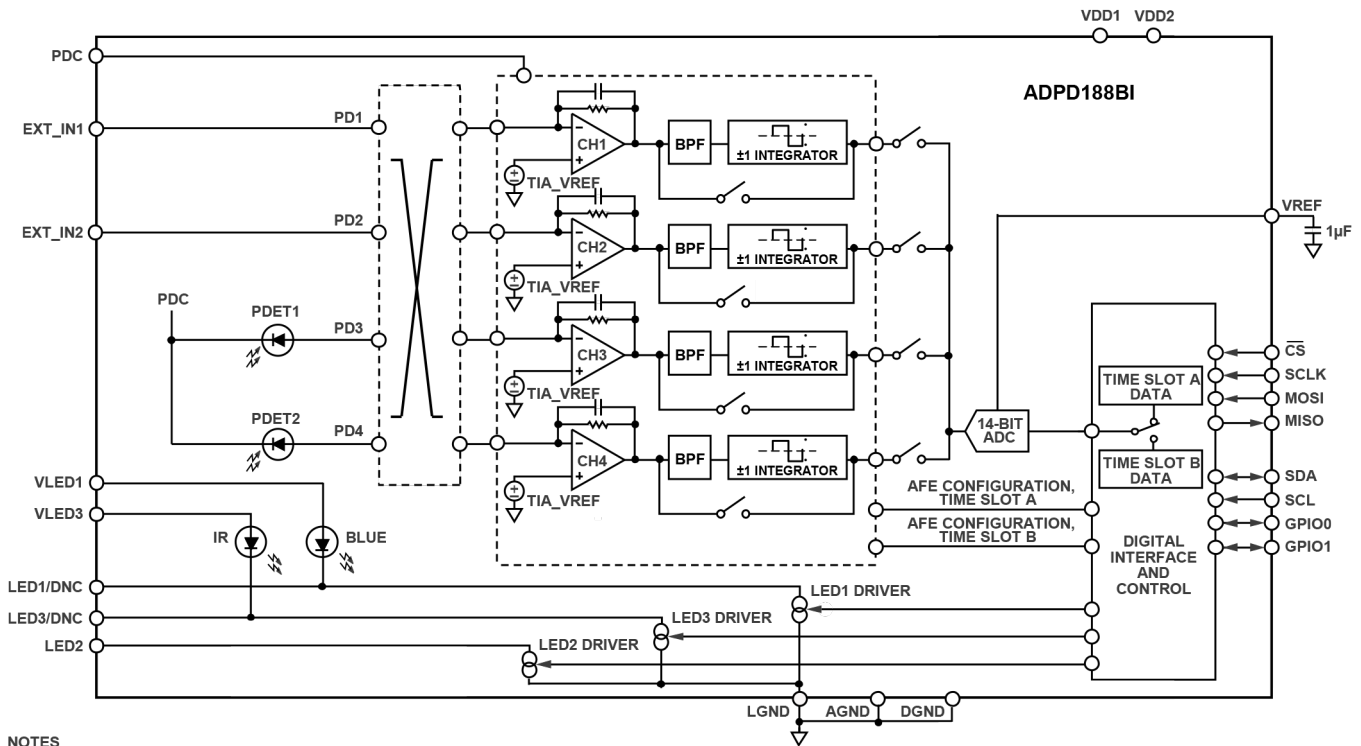 VDD1 VDD2
PDC
ADPD188BI
EXT_IN1
PD1
CH1
BPF
±1 INTEGRATOR
TIA_VREF
VREF
1µF
EXT_IN2
PD2
CH2
BPF
±1 INTEGRATOR
TIA_VREF
PDC
PDET1
PD3
CH3
BPF
±1 INTEGRATOR
TIA_VREF
PDET2
PD4
CH4
BPF
±1 INTEGRATOR
TIA_VREF
14-BIT
ADC
TIME SLOT A
DATA
TIME SLOT B
DATA
CS
SCLK
MOSI
MISO
SDA
SCL
GPIO0
GPIO1
AFE CONFIGURATION,
TIME SLOT A
AFE CONFIGURATION,
TIME SLOT B
DIGITAL
INTERFACE
AND
CONTROL
VLED1
VLED3
IR
BLUE
LED1/DNC
LED3/DNC
LED2
LED1 DRIVER
LED3 DRIVER
LED2 DRIVER
LGND
AGND
DGND
NOTES